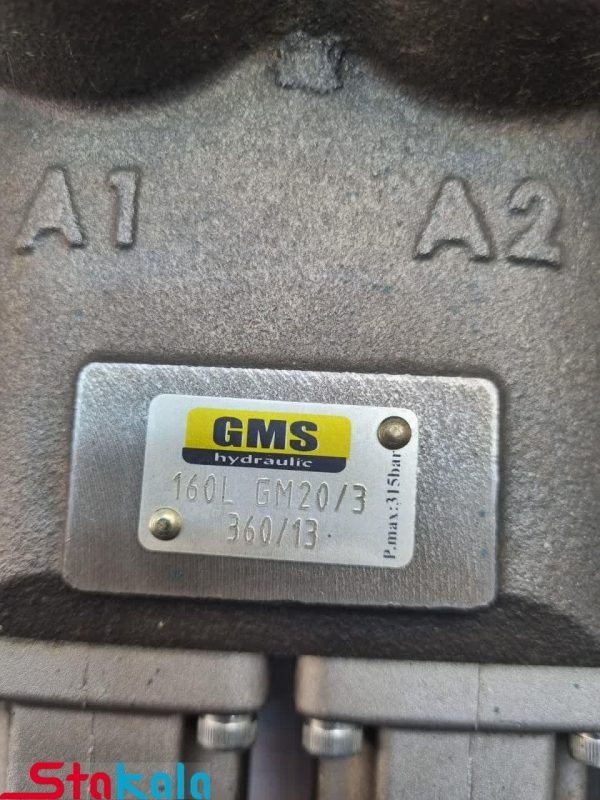 A1 A2
GMS
hydraulic
160L GM20/3
360/13
P.max:315bar
Stakala